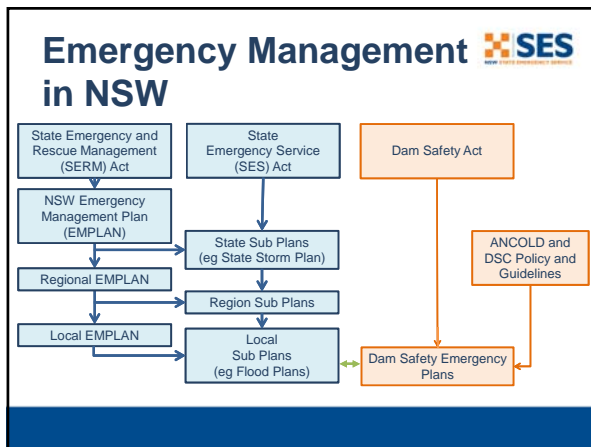 Emergency Management
in NSW
SES
NSW STATE EMERGENCY SERVICE
State Emergency and
Rescue Management
(SERM) Act
State
Emergency Service
(SES) Act
Dam Safety Act
NSW Emergency
Management Plan
(EMPLAN)
State Sub Plans
(eg State Storm Plan)
ANCOLD and
DSC Policy and
Guidelines
Regional EMPLAN
Region Sub Plans
Local EMPLAN
Local
Sub Plans
(eg Flood Plans)
Dam Safety Emergency
Plans